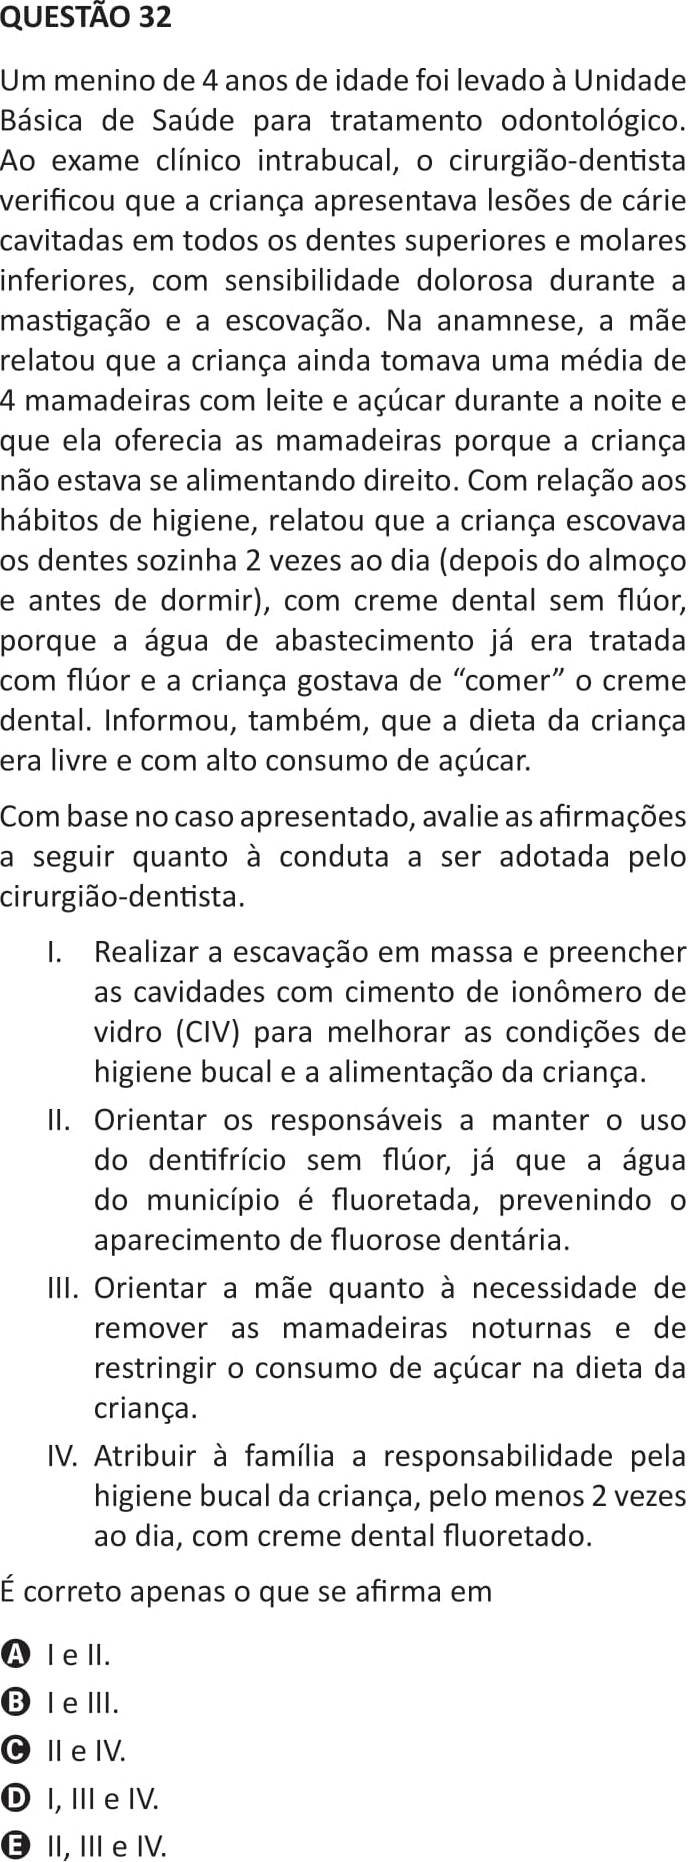 QUESTÃO 32
Um menino de 4 anos de idade foi levado à Unidade
Básica de Saúde para tratamento odontológico.
Ao exame clínico intrabucal, o cirurgião-dentista
verificou que a criança apresentava lesões de cárie
cavitadas em todos os dentes superiores e molares
inferiores, com sensibilidade dolorosa durante a
mastigação e a escovação. Na anamnese, a mãe
relatou que a criança ainda tomava uma média de
4 mamadeiras com leite e açúcar durante a noite e
que ela oferecia as mamadeiras porque a criança
não estava se alimentando direito. Com relação aos
hábitos de higiene, relatou que a criança escovava
os dentes sozinha 2 vezes ao dia (depois do almoço
e antes de dormir), com creme dental sem flúor,
porque a água de abastecimento já era tratada
com flúor e a criança gostava de “comer” o creme
dental. Informou, também, que a dieta da criança
era livre e com alto consumo de açúcar.
Com base no caso apresentado, avalie as afirmações
a seguir quanto à conduta a ser adotada pelo
cirurgião-dentista.
I. Realizar a escavação em massa e preencher
as cavidades com cimento de ionômero de
vidro (CIV) para melhorar as condições de
higiene bucal e a alimentação da criança.
II. Orientar os responsáveis a manter o uso
do dentifrício sem flúor, já que a água
do município é fluoretada, prevenindo o
aparecimento de fluorose dentária.
III. Orientar a mãe quanto à necessidade de
remover as mamadeiras noturnas e de
restringir o consumo de açúcar na dieta da
criança.
IV. Atribuir à família a responsabilidade pela
higiene bucal da criança, pelo menos 2 vezes
ao dia, com creme dental fluoretado.
É correto apenas o que se afirma em
A I e II.
B I e III.
C II e IV.
D I, III e IV.
E II, III e IV.